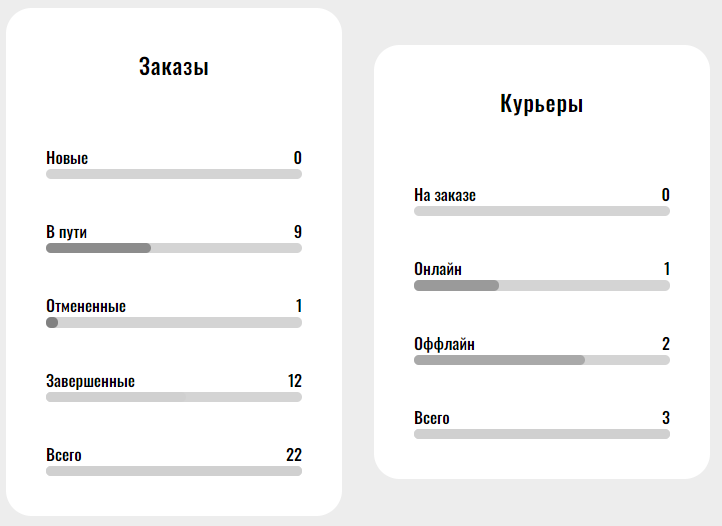 Заказы
Новые 0
В пути 9
Отмененные 1
Завершенные 12
Всего 22
Курьеры
На заказе 0
Онлайн 1
Оффлайн 2
Всего 3